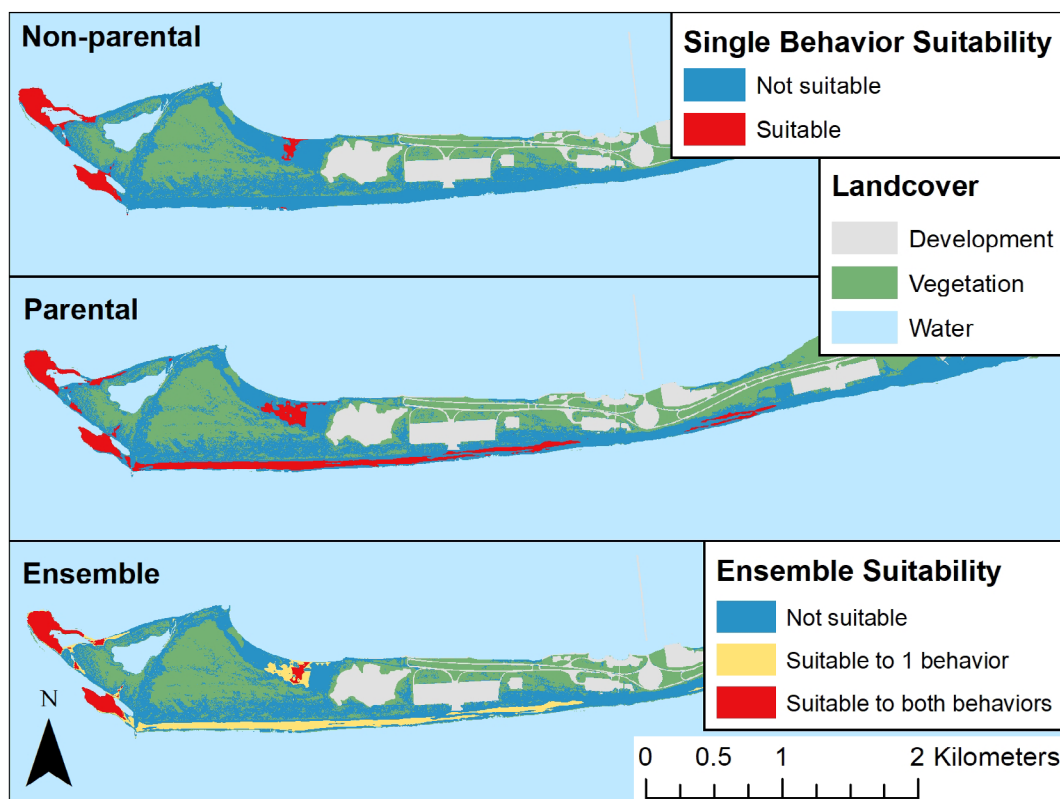 Non-parental
Single Behavior Suitability
Not suitable
Suitable
Landcover
Development
Vegetation
Water
Parental
Ensemble
Ensemble Suitability
Not suitable
Suitable to 1 behavior
Suitable to both behaviors
N
0 0.5 1 2 Kilometers